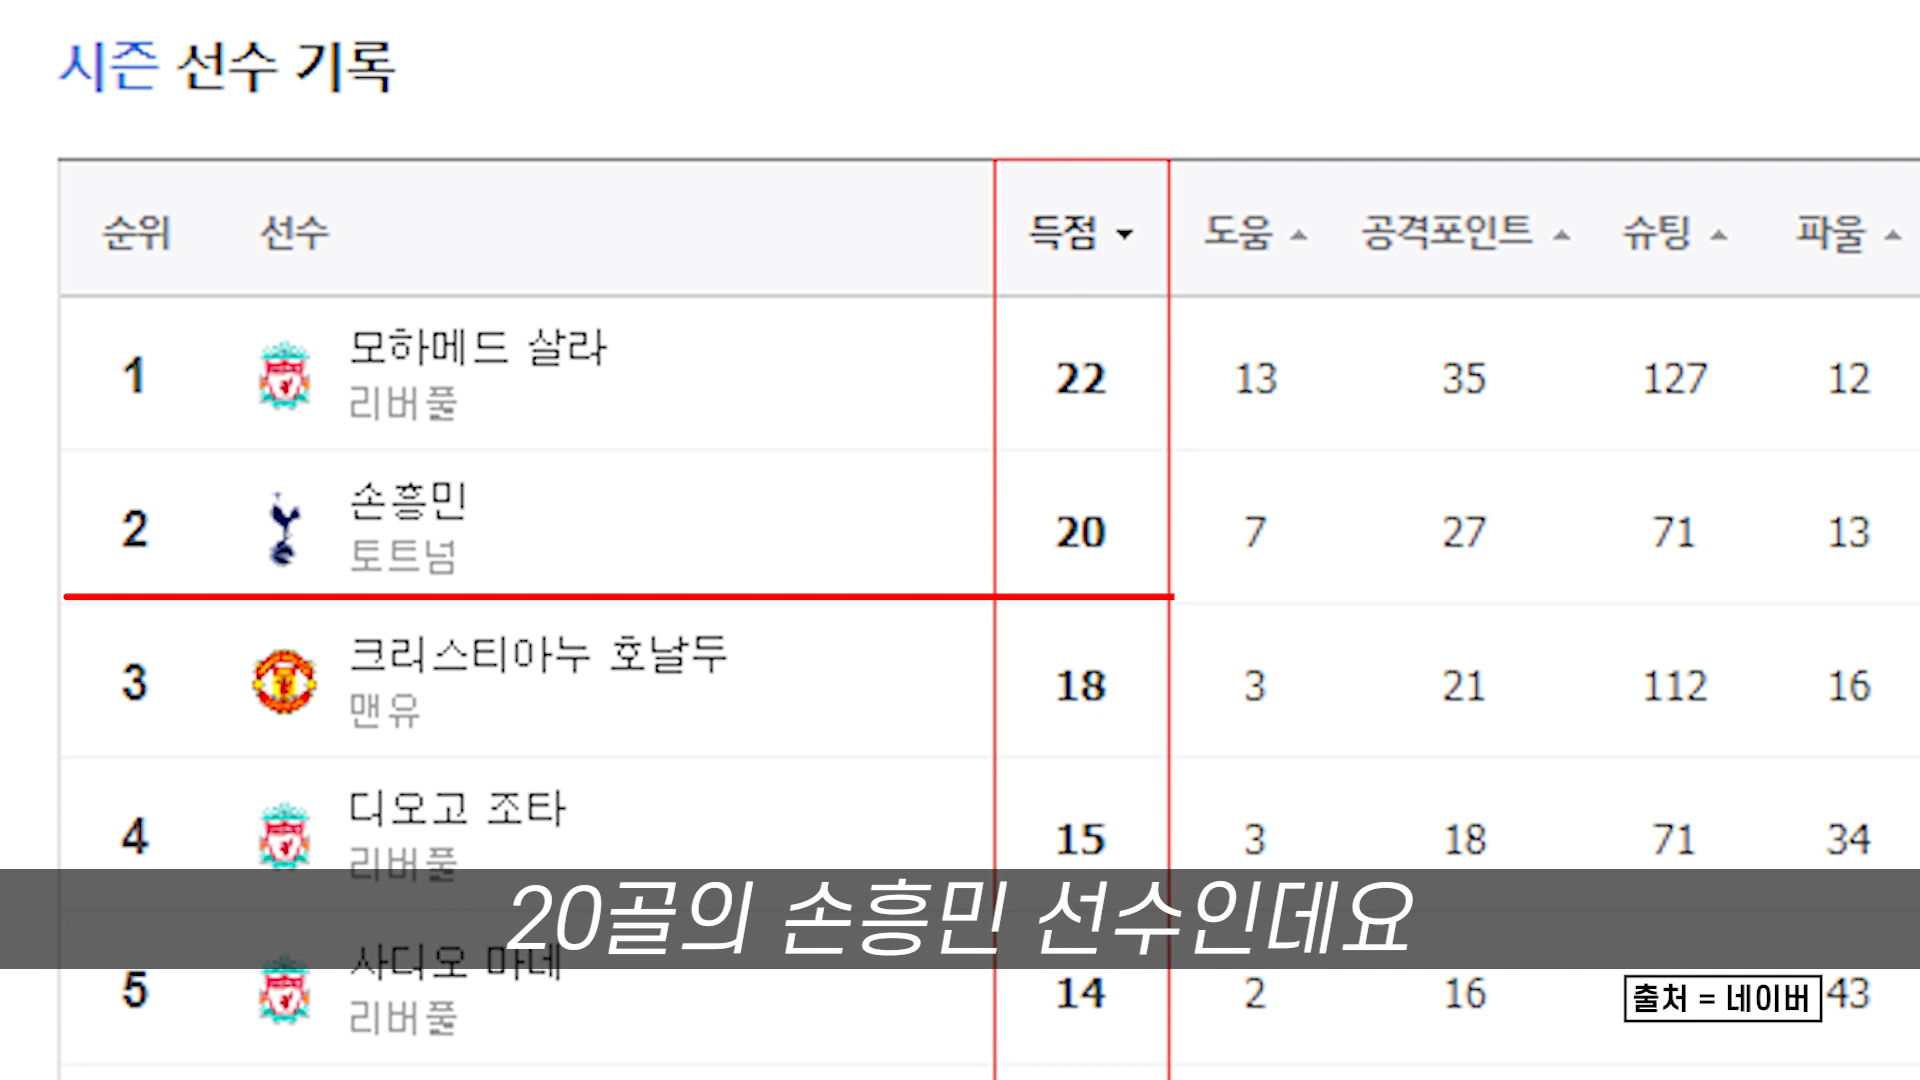 시즌 선수 기록
순위 선수 득점 도움 공격포인트 슈팅 파울
1 모하메드 살라 22 13 35 127 12
리버풀
2 손흥민 20 7 27 71 13
토트넘
3 크리스티아누 호날두 18 3 21 112 16
맨유
4 디오고 조타 15 3 18 71 34
리버풀
20골의 손흥민 선수인데요
5 사디오 마네 14 2 16 43
리버풀
출처 = 네이버